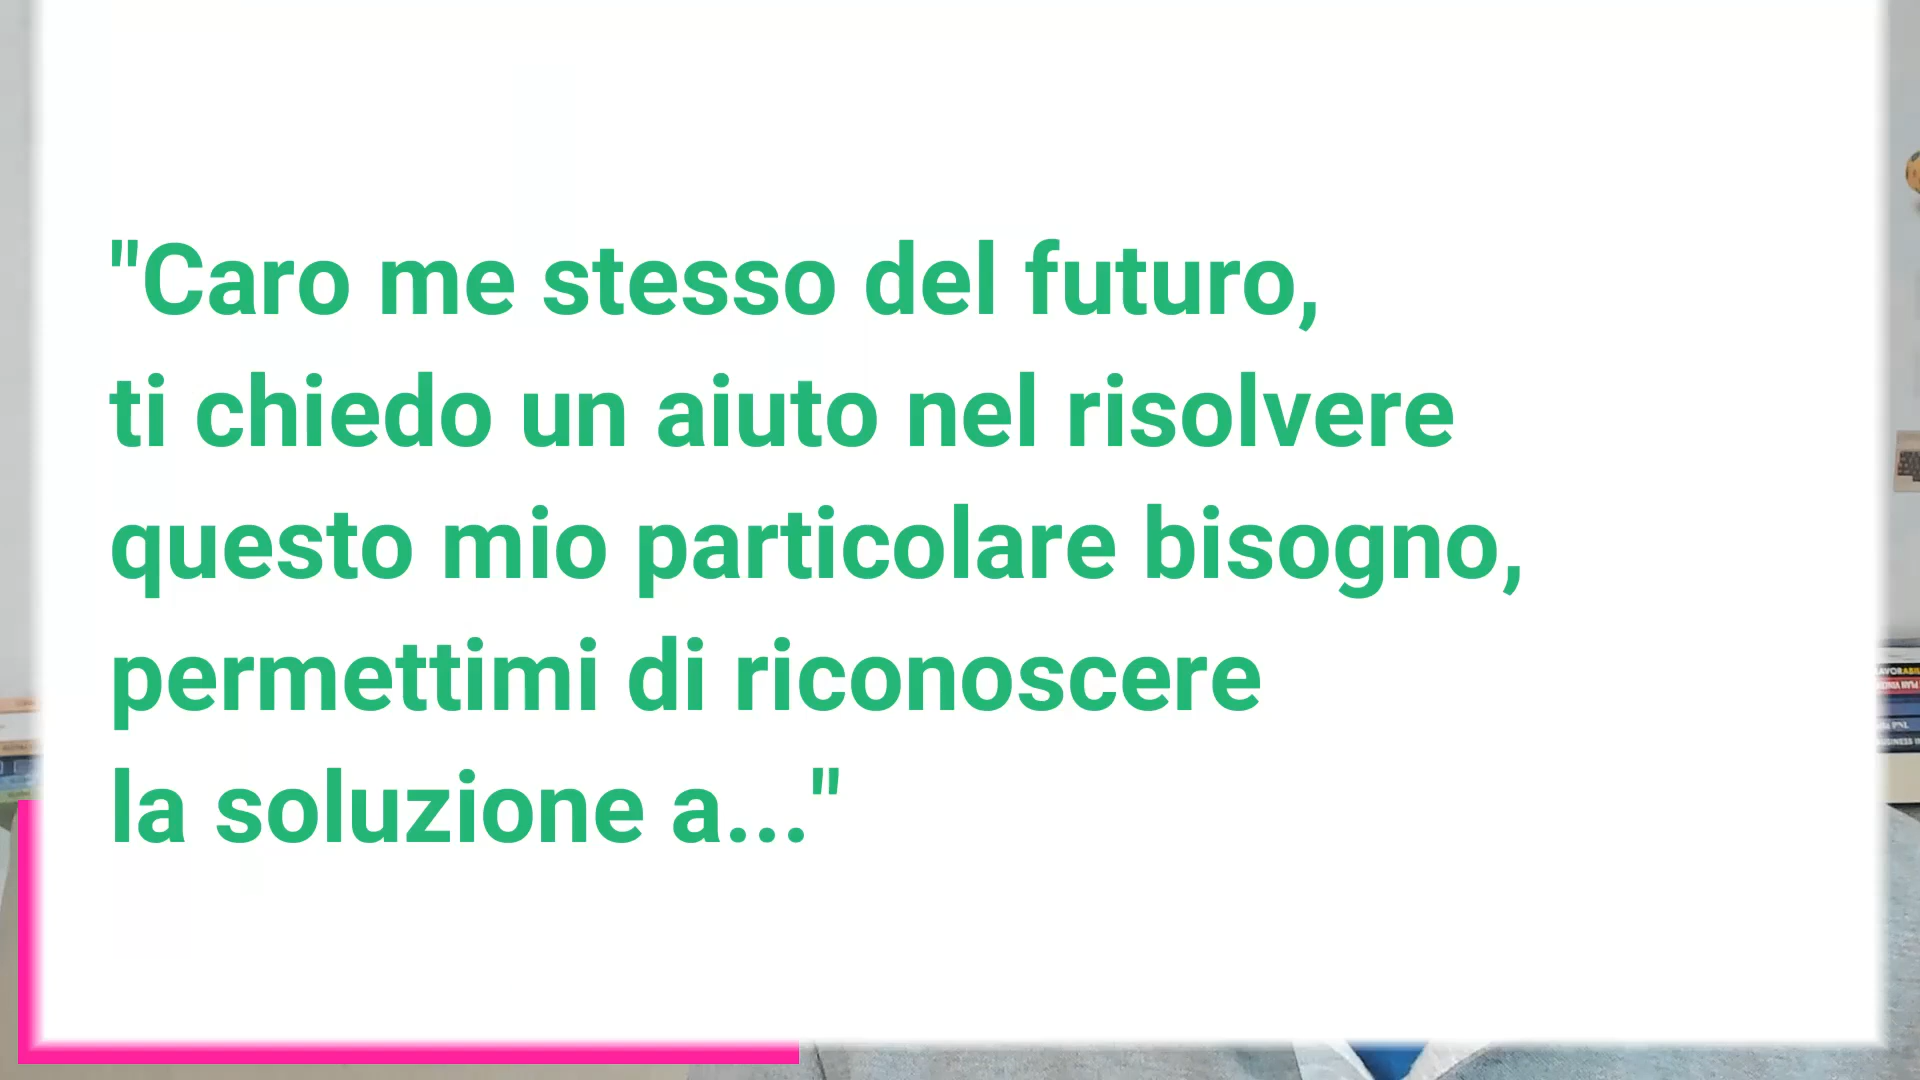 "Caro me stesso del futuro,
ti chiedo un aiuto nel risolvere
questo mio particolare bisogno,
permettimi di riconoscere
la soluzione a..."
PNL